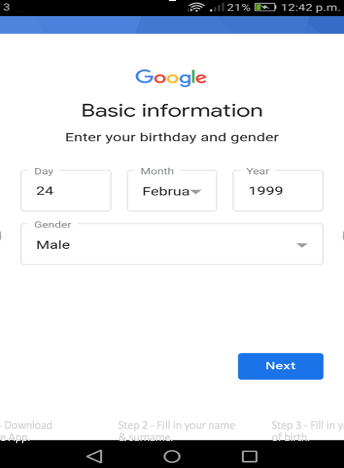 3 21% 12:42 p.m.
Google
Basic information
Enter your birthday and gender
Day Month Year
24 Februa 1999
Gender
Male
Next
- Download Step 2 - Fill in your name Step 3 - Fill in y
e App. & surname. of birth.